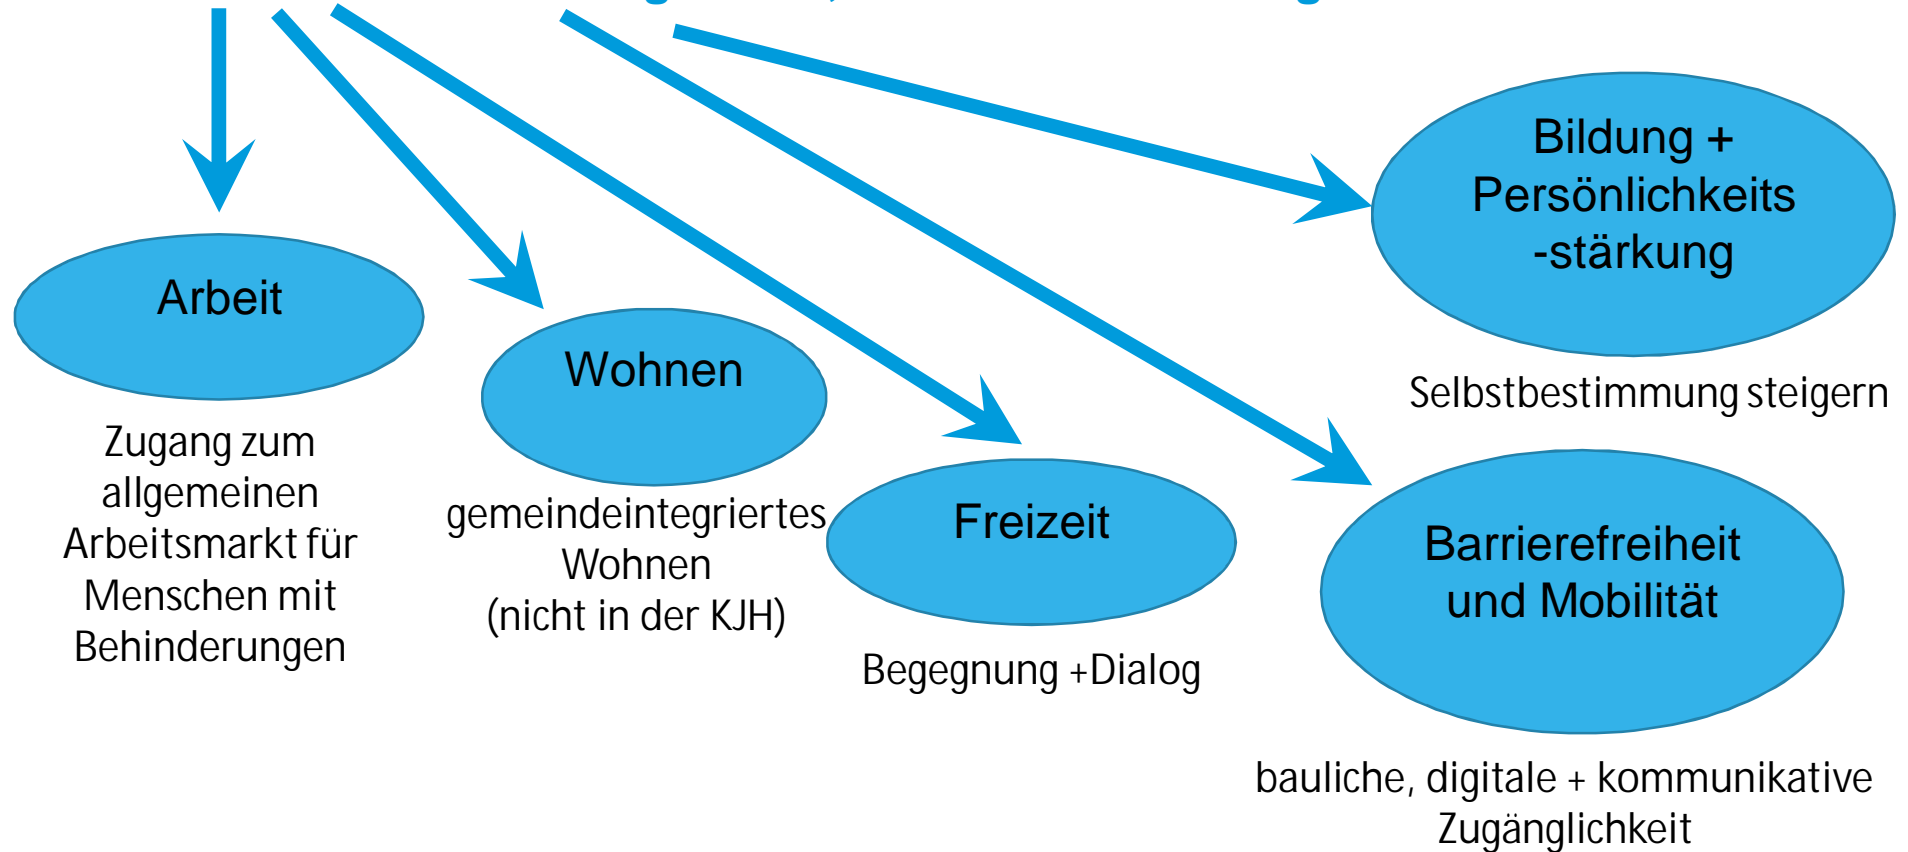 Arbeit
Zugang zum
allgemeinen
Arbeitsmarkt für
Menschen mit
Behinderungen
Wohnen
gemeindeintegriertes
Wohnen
(nicht in der KJH)
Freizeit
Begegnung +Dialog
Bildung +
Persönlichkeits
-stärkung
Selbstbestimmung steigern
Barrierefreiheit
und Mobilität
bauliche, digitale + kommunikative
Zugänglichkeit